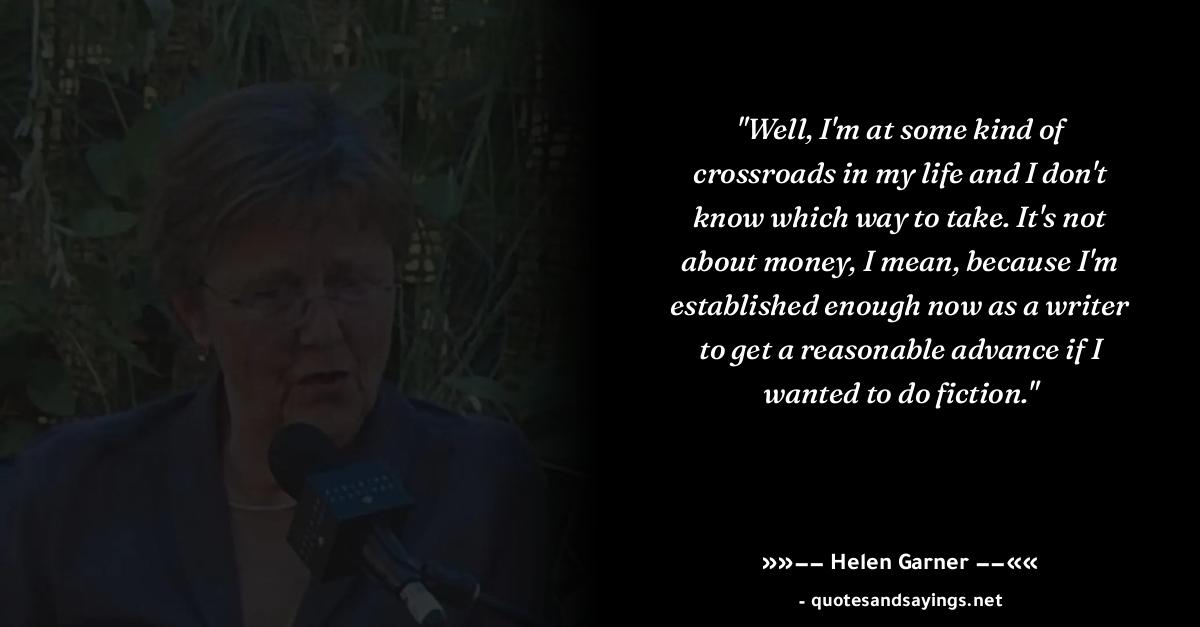 "Well, I'm at some kind of
crossroads in my life and I don't
know which way to take. It's not
about money, I mean, because I'm
established enough now as a writer
to get a reasonable advance if I
wanted to do fiction."
»»−− Helen Garner −−««
- quotesandsayings.net